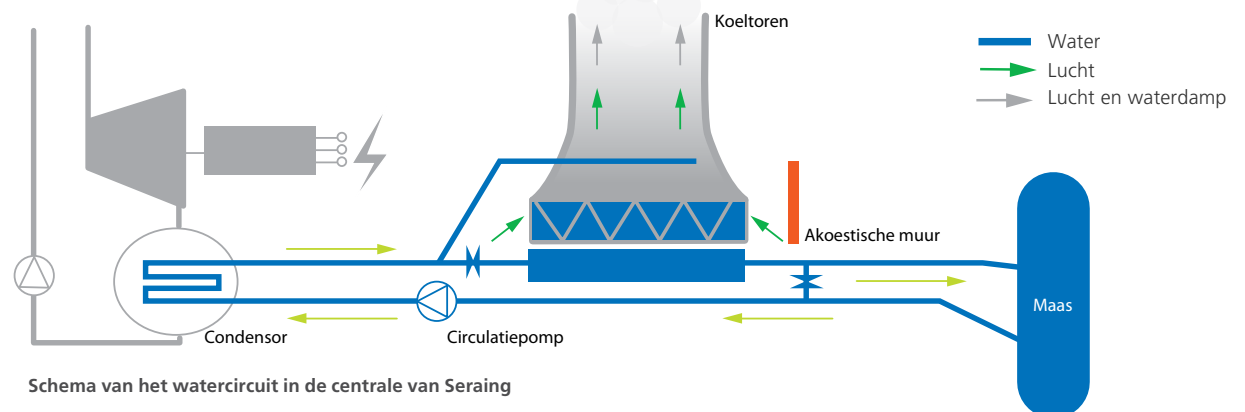 Koeltoren
Water
Lucht
Lucht en waterdamp
Akoestische muur
Condensor
Circulatiepomp
Maas
Schema van het watercircuit in de centrale van Seraing